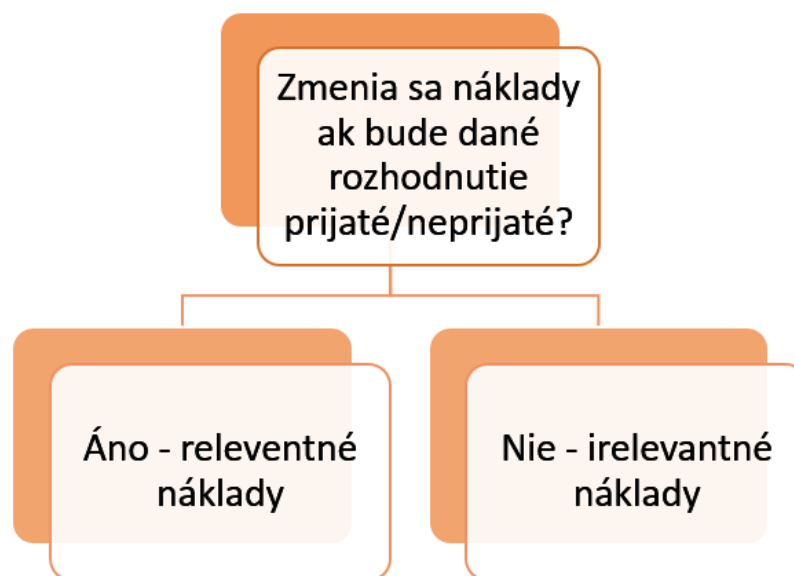 Zmenia sa náklady
ak bude dané
rozhodnutie
prijaté/neprijaté?
Áno - releventné
náklady
Nie - irelevantné
náklady